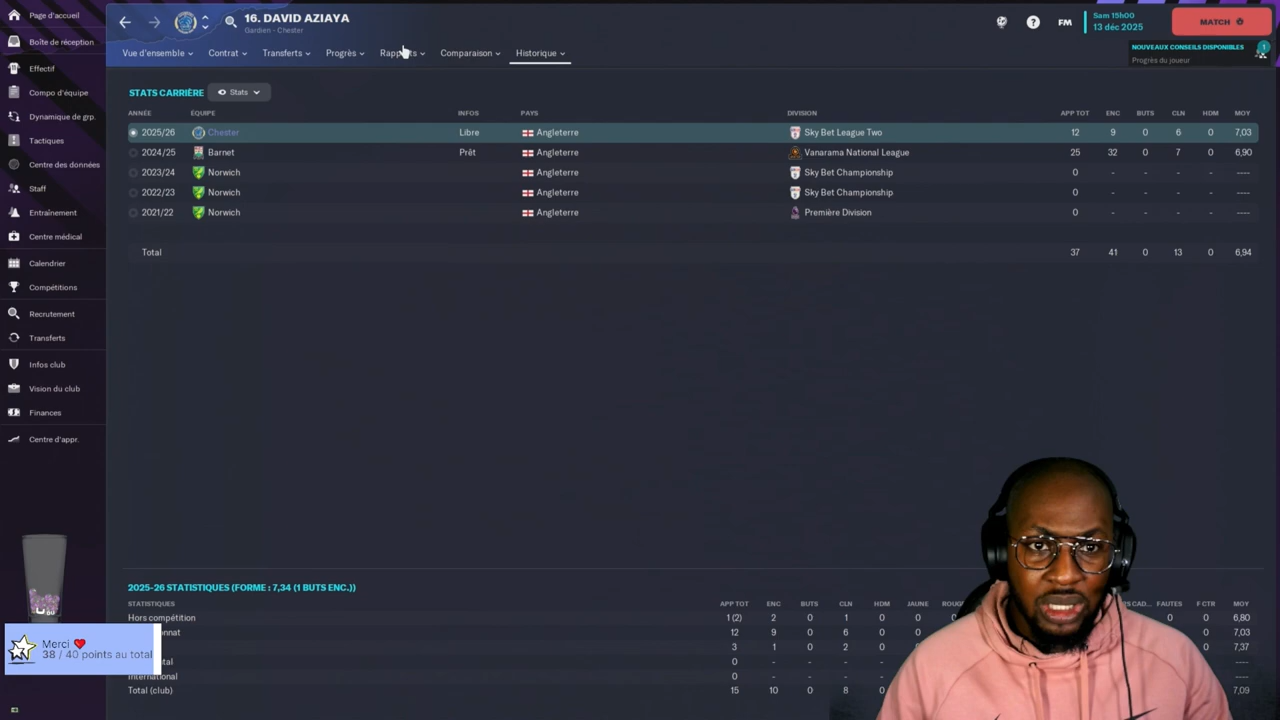 Page d'accueil
Boîte de réception
Effectif
Compo d'équipe
Dynamique de grp.
Tactiques
Centre des données
Staff
Entraînement
Centre médical
Calendrier
Compétitions
Recrutement
Transferts
Infos club
Vision du club
Finances
Centre d'appr.
16. DAVID AZIAYA
Gardien - Chester
FM
Sam 15h00
13 déc 2025
MATCH
NOUVEAUX CONSEILS DISPONIBLES
1
Progrès du joueur
Vue d'ensemble Contrat Transferts Progrès Rapports Comparaison Historique
STATS CARRIÈRE Stats
ANNÉE ÉQUIPE INFOS PAYS DIVISION APP TOT ENC BUTS CLN HDM MOY
2025/26 Chester Libre Angleterre Sky Bet League Two 12 9 0 6 0 7,03
2024/25 Barnet Prêt Angleterre Vanarama National League 25 32 0 7 0 6,90
2023/24 Norwich Angleterre Sky Bet Championship 0 - - - - ----
2022/23 Norwich Angleterre Sky Bet Championship 0 - - - - ----
2021/22 Norwich Angleterre Première Division 0 - - - - ----
Total 37 41 0 13 0 6,94
2025-26 STATISTIQUES (FORME : 7,34 (1 BUTS ENC.))
STATISTIQUES APP TOT ENC BUTS CLN HDM JAUNE CAD... FAUTES F CTR MOY
Hors compétition 1 (2) 2 0 1 0 0 0 0 6,80
12 9 0 6 0 0 0 7,03
3 1 0 2 0 0 0 7,37
0 - - - - ----
International 0 - - - - ----
Total (club) 15 10 0 8 0 7,09
Merci ❤
38 / 40 points au total